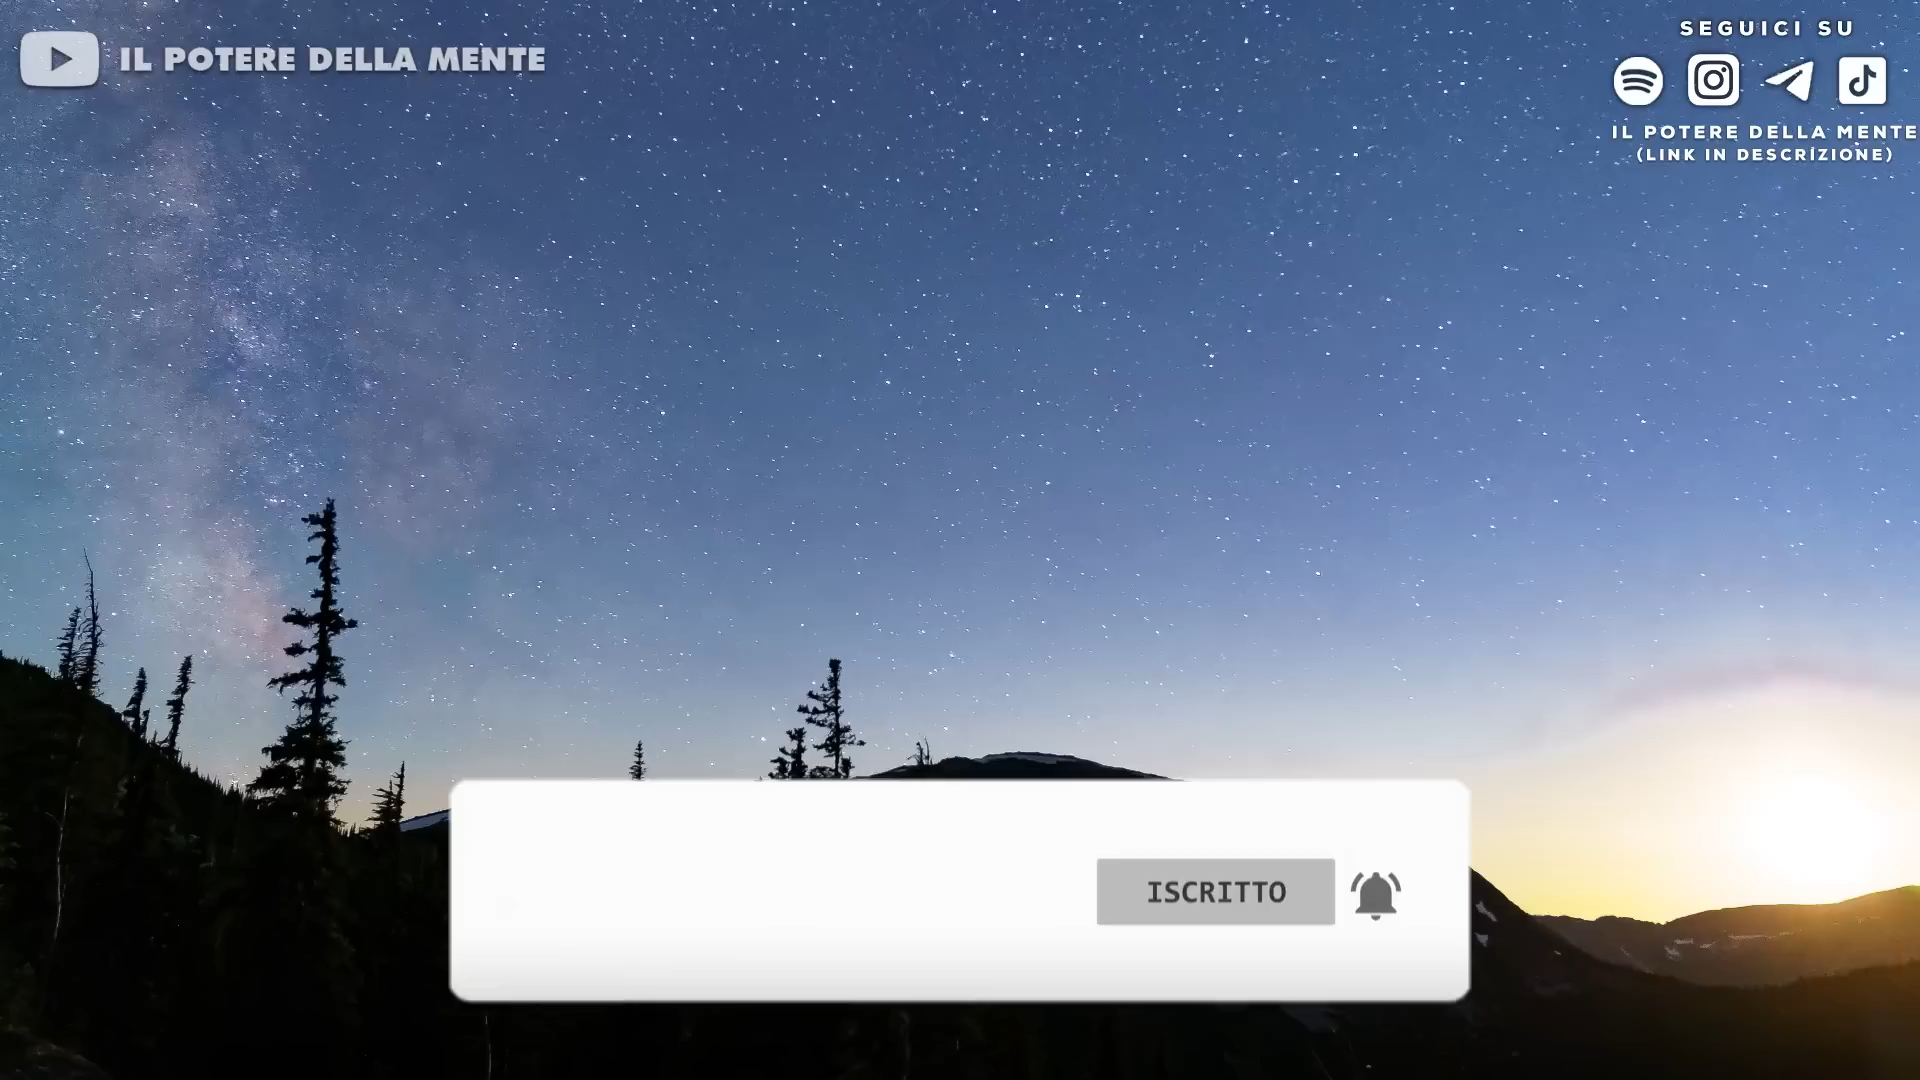 IL POTERE DELLA MENTE
SEGUICI SU
IL POTERE DELLA MENTE
(LINK IN DESCRIZIONE)
ISCRITTO